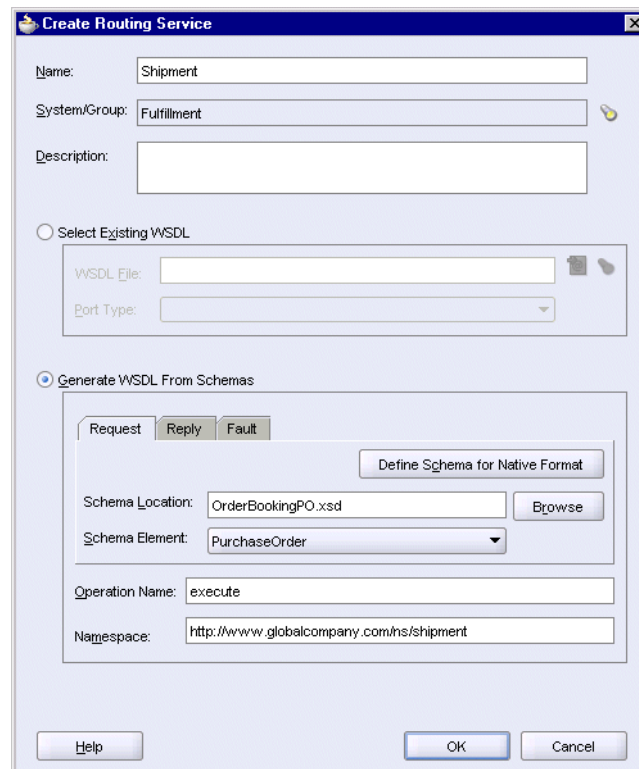 Create Routing Service
Name: Shipment
System/Group: Fulfillment
Description:
Select Existing WSDL
WSDL File:
Port Type:
Generate WSDL From Schemas
Request Reply Fault
Define Schema for Native Format
Schema Location: OrderBookingPO.xsd Browse
Schema Element: PurchaseOrder
Operation Name: execute
Namespace: http://www.globalcompany.com/ns/shipment
Help OK Cancel